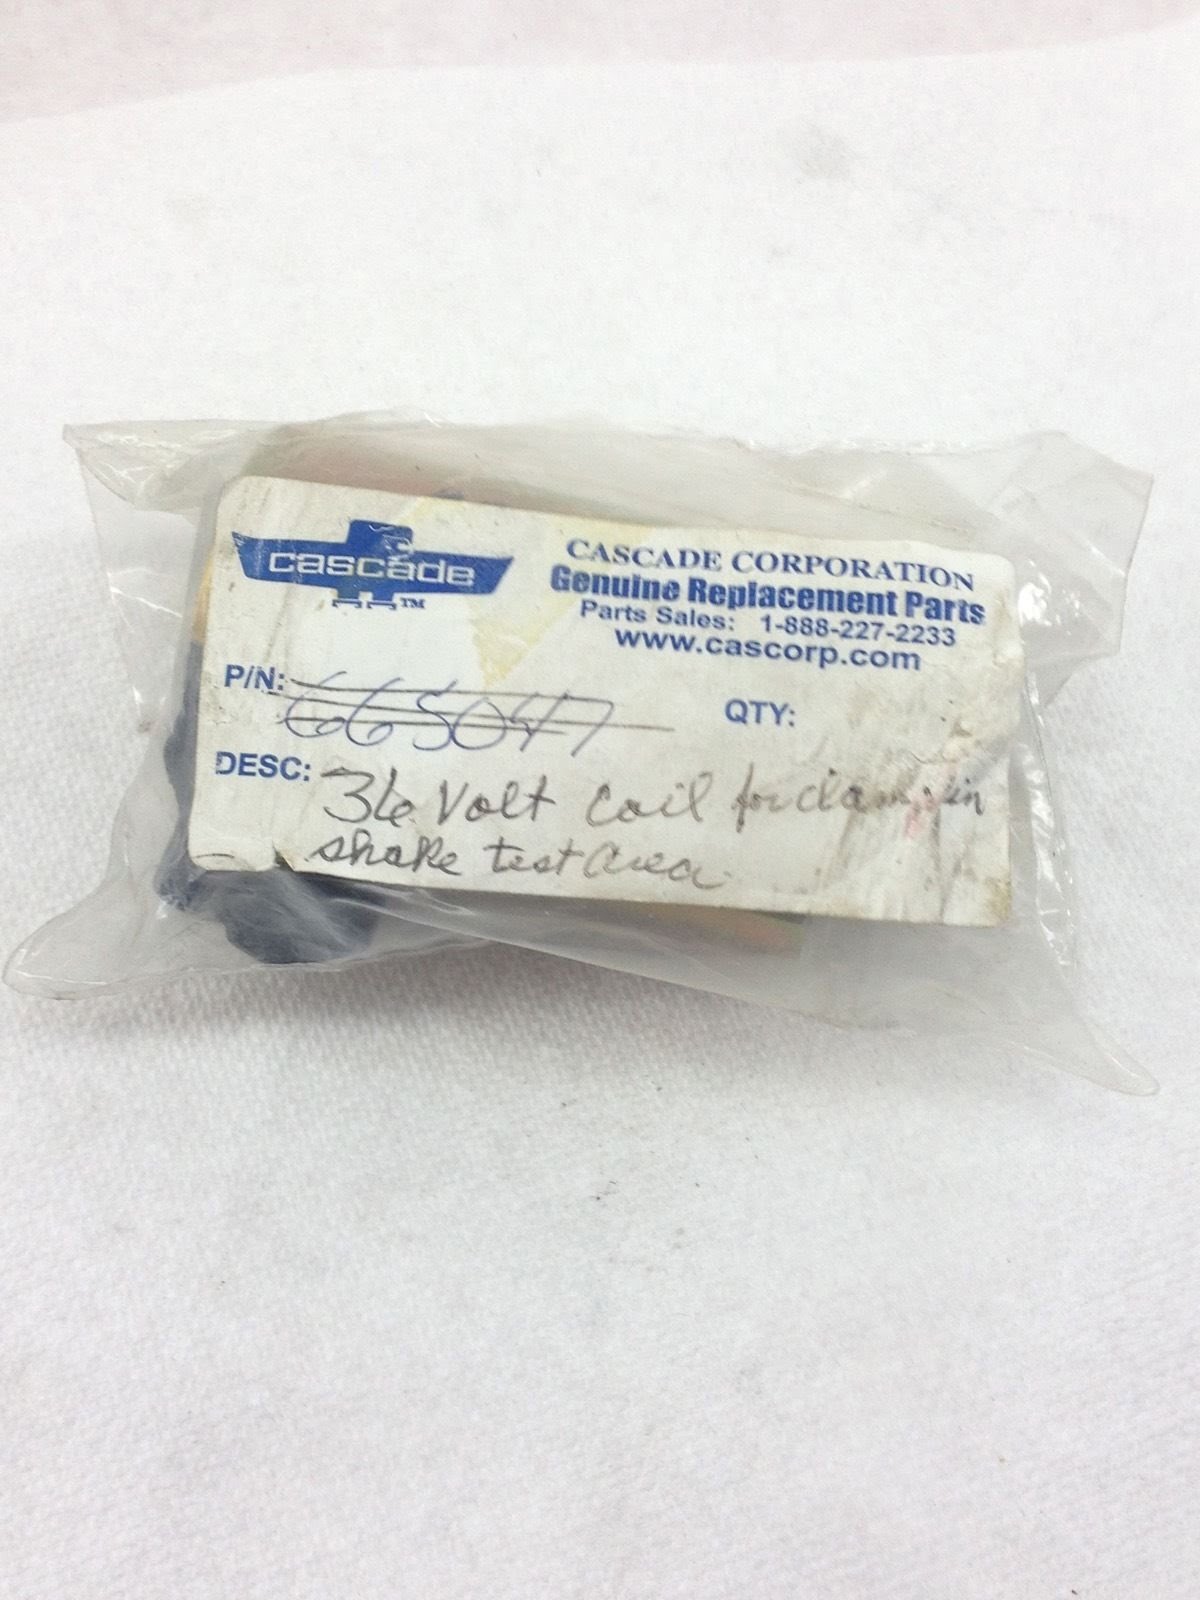 cascade™
CASCADE CORPORATION
Genuine Replacement Parts
Parts Sales: 1-888-227-2233
www.cascorp.com
P/N: 665047
QTY:
DESC: 36 Volt coil for clamp in
shake test area